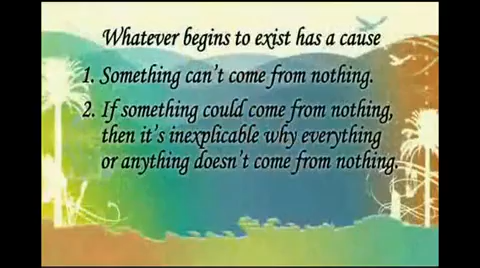 Whatever begins to exist has a cause
1. Something can't come from nothing.
2. If something could come from nothing,
then it's inexplicable why everything
or anything doesn't come from nothing.